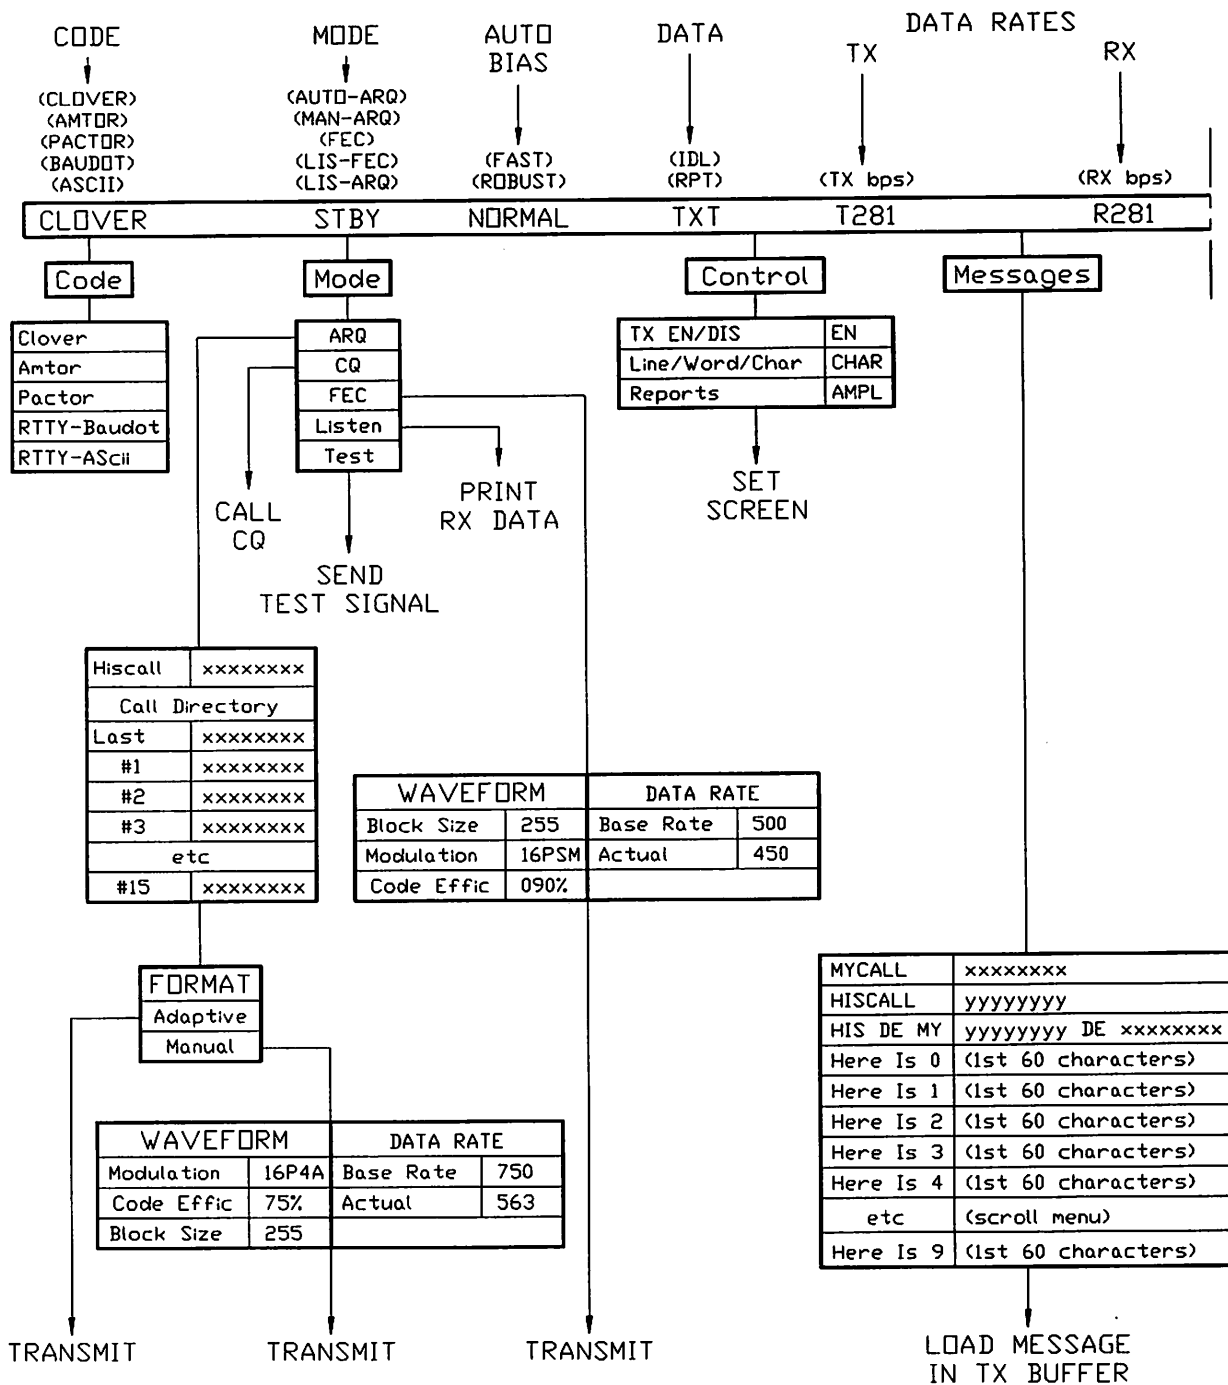 CODE
MODE
AUTO
BIAS
DATA
DATA RATES
TX
RX
(CLOVER)
(AMTOR)
(PACTOR)
(BAUDOT)
(ASCII)
(AUTO-ARQ)
(MAN-ARQ)
(FEC)
(LIS-FEC)
(LIS-ARQ)
(FAST)
(ROBUST)
(IDL)
(RPT)
(TX bps)
(RX bps)
CLOVER STBY NORMAL TXT T281 R281
Code
Clover
Amtor
Pactor
RTTY-Baudot
RTTY-AScii
Mode
ARQ
CQ
FEC
Listen
Test
CALL
CQ
PRINT
RX DATA
SEND
TEST SIGNAL
Control
TX EN/DIS EN
Line/Word/Char CHAR
Reports AMPL
SET
SCREEN
Messages
Hiscall xxxxxxxx
Call Directory
Last xxxxxxxx
#1 xxxxxxxx
#2 xxxxxxxx
#3 xxxxxxxx
etc
#15 xxxxxxxx
WAVEFORM DATA RATE
Block Size 255 Base Rate 500
Modulation 16PSM Actual 450
Code Effic 090%
FORMAT
Adaptive
Manual
WAVEFORM DATA RATE
Modulation 16P4A Base Rate 750
Code Effic 75% Actual 563
Block Size 255
MYCALL xxxxxxxx
HISCALL yyyyyyyy
HIS DE MY yyyyyyyy DE xxxxxxxx
Here Is 0 (1st 60 characters)
Here Is 1 (1st 60 characters)
Here Is 2 (1st 60 characters)
Here Is 3 (1st 60 characters)
Here Is 4 (1st 60 characters)
etc (scroll menu)
Here Is 9 (1st 60 characters)
TRANSMIT TRANSMIT TRANSMIT
LOAD MESSAGE
IN TX BUFFER